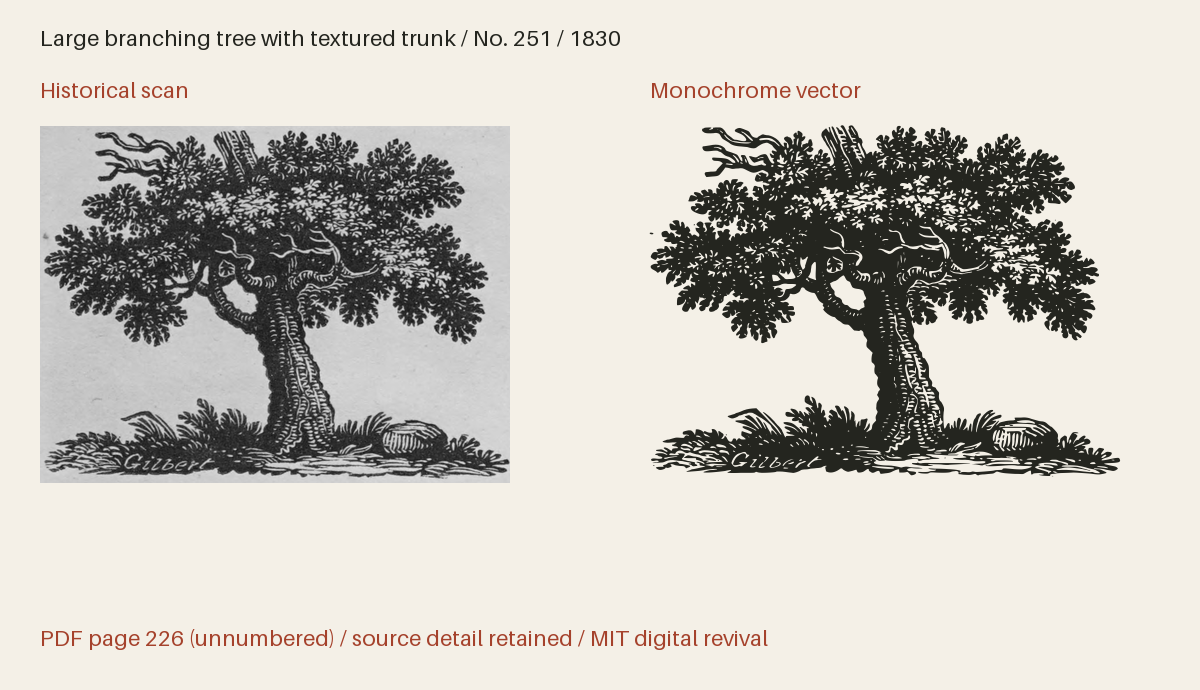 Large branching tree with textured trunk / No. 251 / 1830
Historical scan
Monochrome vector
Gilbert
Gilbert
PDF page 226 (unnumbered) / source detail retained / MIT digital revival